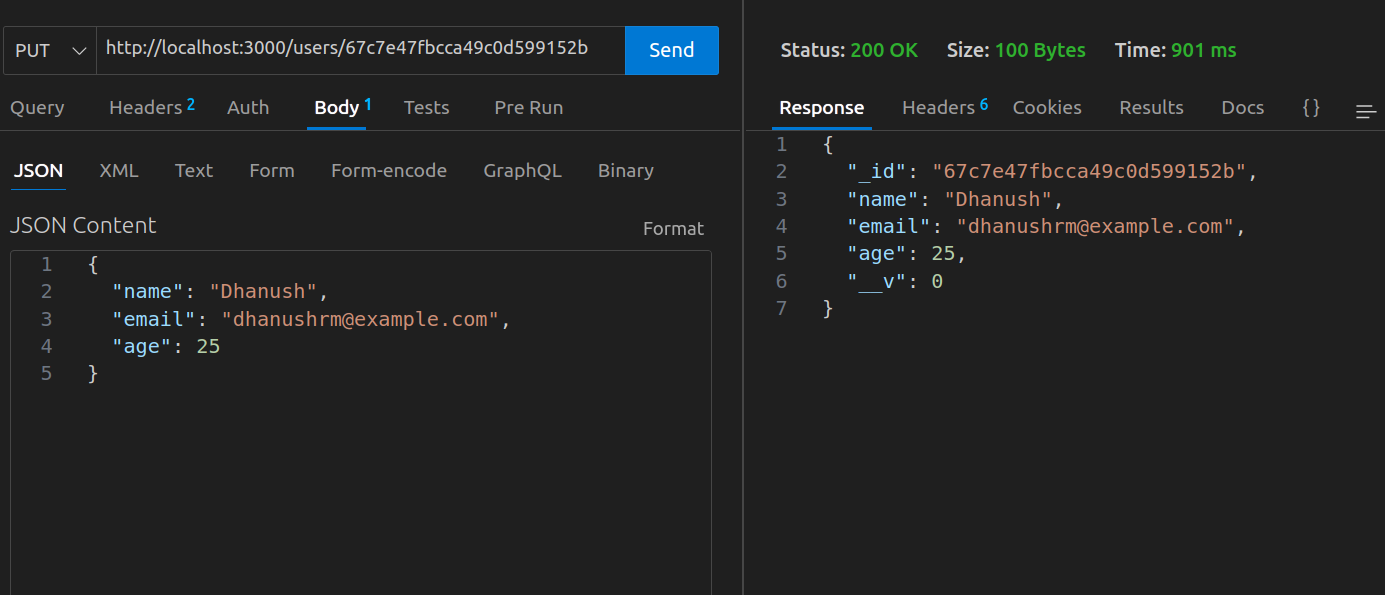 PUT http://localhost:3000/users/67c7e47fbcca49c0d599152b Send
Query Headers 2 Auth Body 1 Tests Pre Run
JSON XML Text Form Form-encode GraphQL Binary
JSON Content Format
1 {
2 "name": "Dhanush",
3 "email": "dhanushrm@example.com",
4 "age": 25
5 }
Status: 200 OK Size: 100 Bytes Time: 901 ms
Response Headers 6 Cookies Results Docs {}
1 {
2 "_id": "67c7e47fbcca49c0d599152b",
3 "name": "Dhanush",
4 "email": "dhanushrm@example.com",
5 "age": 25,
6 "__v": 0
7 }